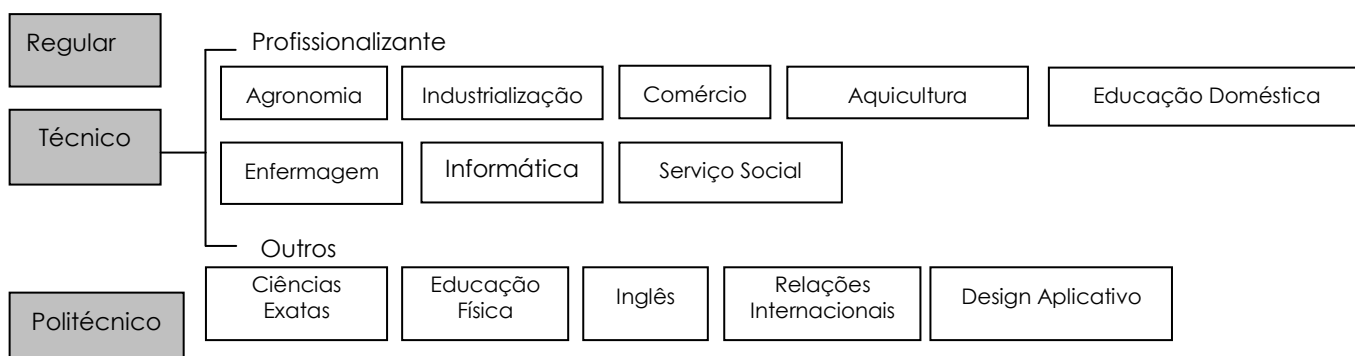 Regular
Profissionalizante
Agronomia
Industrialização
Comércio
Aquicultura
Educação Doméstica
Técnico
Enfermagem
Informática
Serviço Social
Outros
Ciências
Exatas
Educação
Física
Inglês
Relações
Internacionais
Design Aplicativo
Politécnico